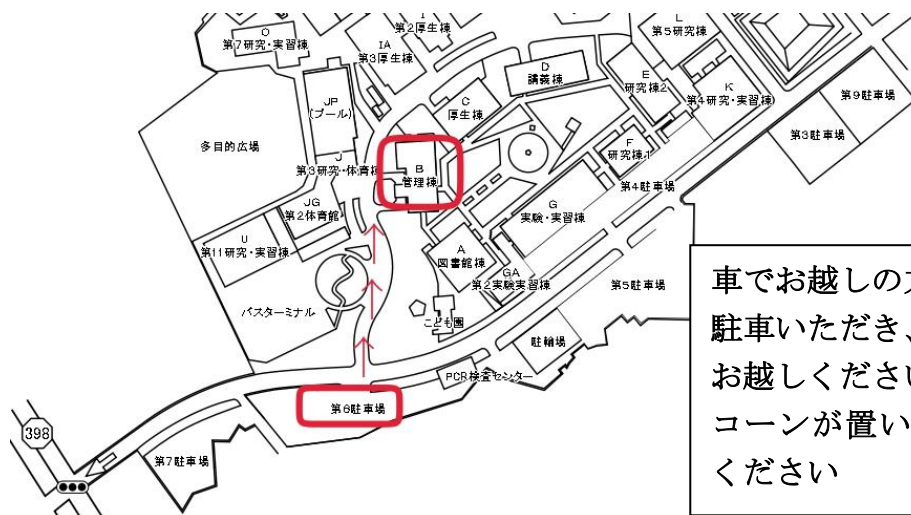 O
第7研究・実習棟
IA
第3厚生棟
I
第2厚生棟
L
第5研究棟
JP
(プール)
D
講義棟
E
研究棟2
K
第4研究・実習棟
第9駐車場
C
厚生棟
多目的広場
第3駐車場
J
第3研究・体育棟
B
管理棟
F
研究棟1
第4駐車場
JG
第2体育館
G
実験・実習棟
U
第11研究・実習棟
A
図書館棟
GA
第2実験実習棟
第5駐車場
バスターミナル
こども園
駐輪場
PCR検査センター
第6駐車場
398
第7駐車場
車でお越しの
駐車いただき、
お越しください
コーンが置い
ください